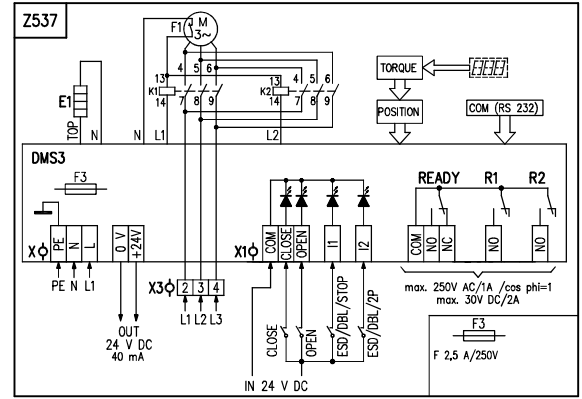 Z537
F1
M
3~
4 5 6
13
K1
14
7 8 9
13
K2
14
4 5 6
7 8 9
TORQUE
POSITION
COM (RS 232)
E1
TOP
N
N
L1
L2
DMS3
F3
READY R1 R2
X
PE
N
L
0 V
+24V
X1
COM
CLOSE
OPEN
I1
I2
COM
NO
NC
NO
NO
PE N L1
X3
2 3 4
L1 L2 L3
OUT
24 V DC
40 mA
CLOSE
OPEN
ESD/DBL/STOP
ESD/DBL/2P
IN 24 V DC
max. 250V AC/1A /cos phi=1
max. 30V DC/2A
F3
F 2,5 A/250V